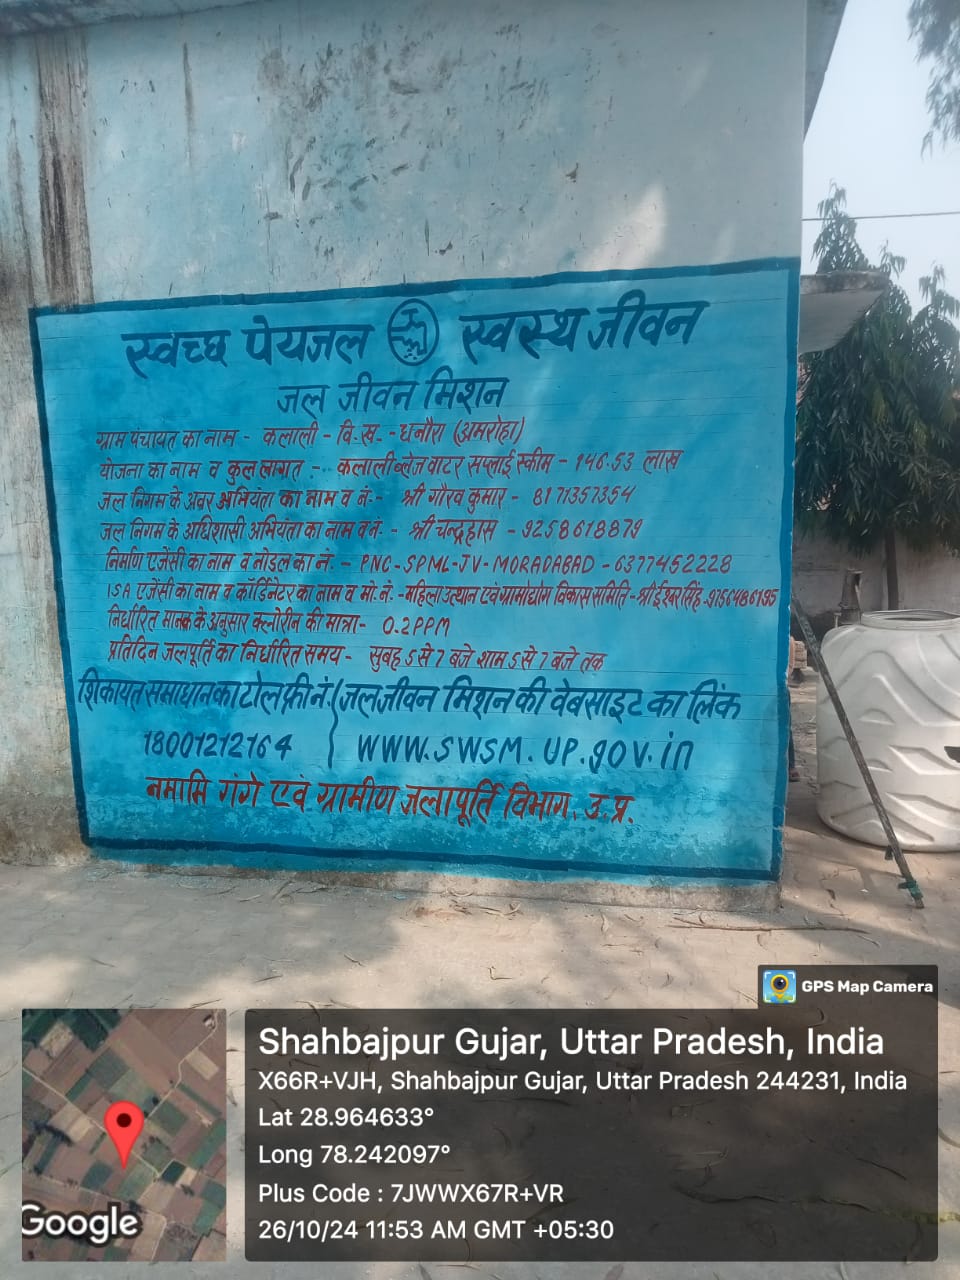 स्वच्छ पेयजल स्वस्थ जीवन
जल जीवन मिशन
ग्राम पंचायत का नाम - कलाली - वि.ख. - धनौरा (अमरोहा)
योजना का नाम व कुल लागत - कलाली व्लेज वाटर सप्लाई स्कीम - 146.53 लाख
जल निगम के अवर अभियंता का नाम व नं.- श्री गौरव कुमार - 8171357354
जल निगम के अधिशासी अभियंता का नाम व नं - श्री चन्द्रहास - 9258618879
निर्माण एजेंसी का नाम व नोडल का नं. - PNC-SPML-JV-MORADABAD - 6377452228
ISA एजेंसी का नाम व कॉर्डिनेटर का नाम व मो.नं.-महिला उत्थान एवं ग्रामोद्योग विकास समिति-श्री ईश्वर सिंह-9156486195
निर्धारित मानक के अनुसार क्लोरीन की मात्रा- 0.2PPM
प्रतिदिन जलपूर्ति का निर्धारित समय - सुबह 5 से 7 बजे शाम 5 से 7 बजे तक
शिकायत समाधान का टोल फ्री नं. जल जीवन मिशन की वेबसाइट का लिंक
18001212164 www.swsm.up.gov.in
नमामि गंगे एवं ग्रामीण जलापूर्ति विभाग, उ.प्र.
GPS Map Camera
Shahbajpur Gujar, Uttar Pradesh, India
X66R+VJH, Shahbajpur Gujar, Uttar Pradesh 244231, India
Lat 28.964633°
Long 78.242097°
Plus Code : 7JWWX67R+VR
26/10/24 11:53 AM GMT +05:30
Google